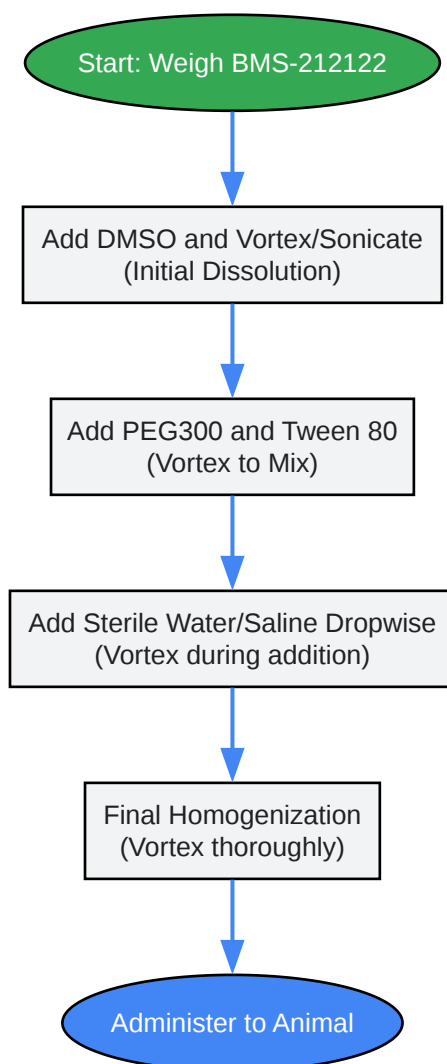 Start: Weigh BMS-212122
Add DMSO and Vortex/Sonicate
(Initial Dissolution)
Add PEG300 and Tween 80
(Vortex to Mix)
Add Sterile Water/Saline Dropwise
(Vortex during addition)
Final Homogenization
(Vortex thoroughly)
Administer to Animal